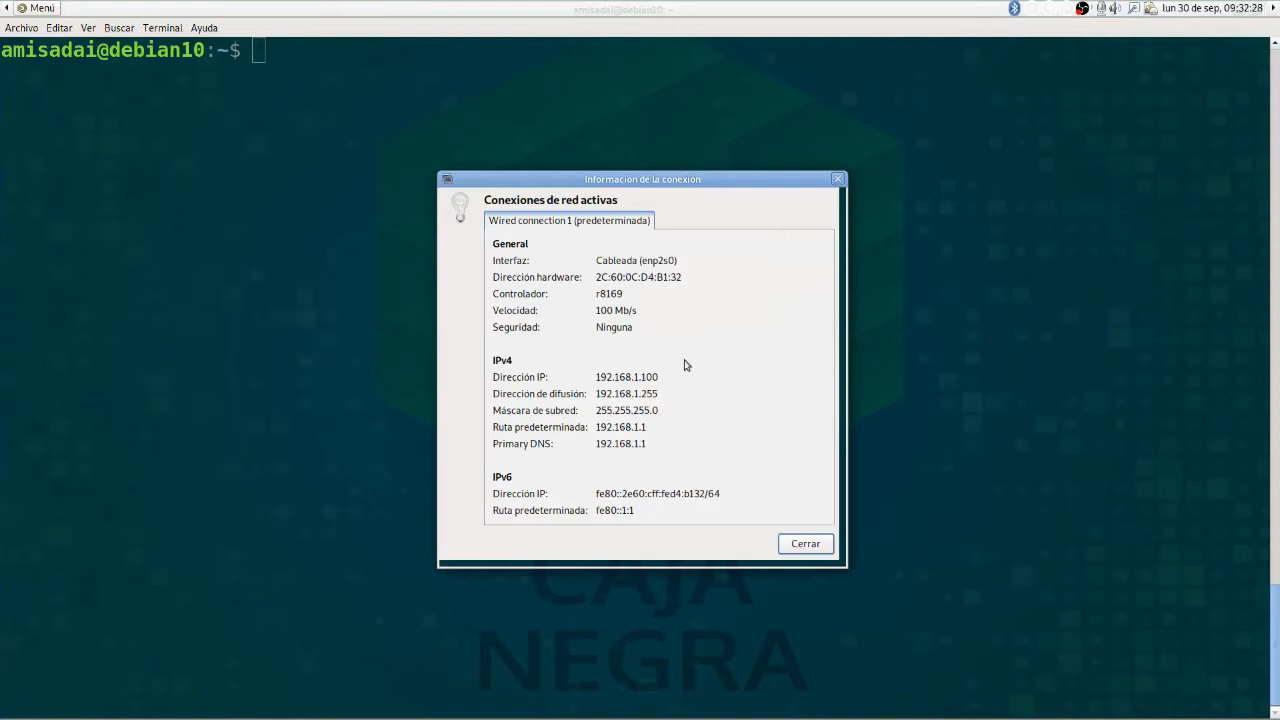 Menú
amisadai@debian10: ~
lun 30 de sep, 09:32:28
Archivo Editar Ver Buscar Terminal Ayuda
amisadai@debian10:~$
Información de la conexión
Conexiones de red activas
Wired connection 1 (predeterminada)
General
Interfaz: Cableada (enp2s0)
Dirección hardware: 2C:60:0C:D4:B1:32
Controlador: r8169
Velocidad: 100 Mb/s
Seguridad: Ninguna
IPv4
Dirección IP: 192.168.1.100
Dirección de difusión: 192.168.1.255
Máscara de subred: 255.255.255.0
Ruta predeterminada: 192.168.1.1
Primary DNS: 192.168.1.1
IPv6
Dirección IP: fe80::2e60:cff:fed4:b132/64
Ruta predeterminada: fe80::1:1
Cerrar
CAJA
NEGRA